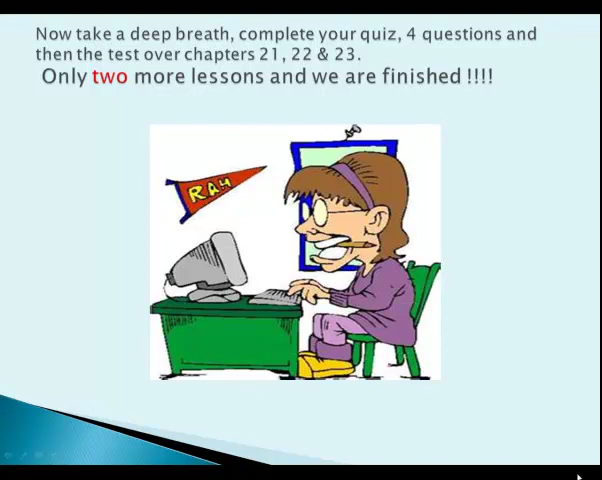 Now take a deep breath, complete your quiz, 4 questions and
then the test over chapters 21, 22 & 23.
Only two more lessons and we are finished !!!!
RAH